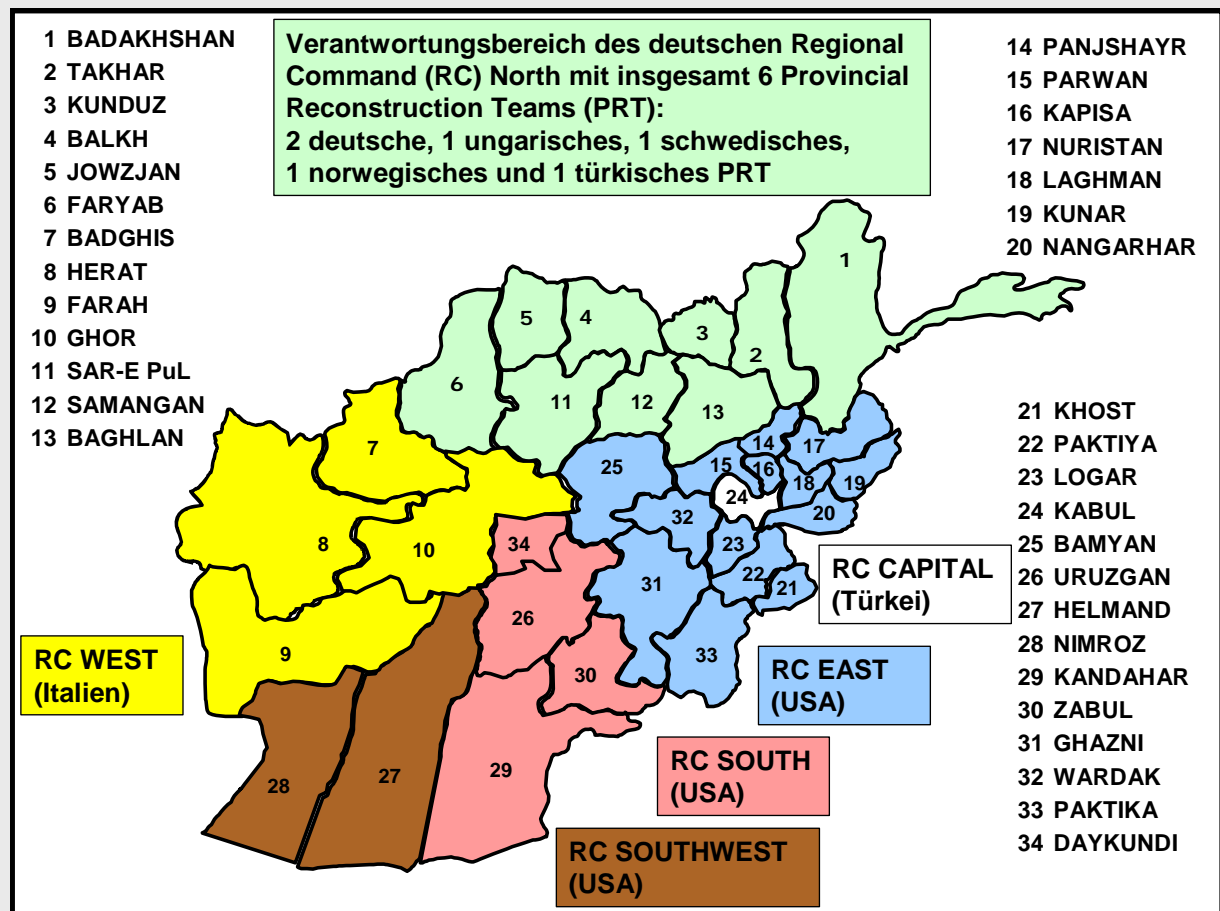 1 BADAKHSHAN
2 TAKHAR
3 KUNDUZ
4 BALKH
5 JOWZJAN
6 FARYAB
7 BADGHIS
8 HERAT
9 FARAH
10 GHOR
11 SAR-E PuL
12 SAMANGAN
13 BAGHLAN
Verantwortungsbereich des deutschen Regional
Command (RC) North mit insgesamt 6 Provincial
Reconstruction Teams (PRT):
2 deutsche, 1 ungarisches, 1 schwedisches,
1 norwegisches und 1 türkisches PRT
14 PANJSHAYR
15 PARWAN
16 KAPISA
17 NURISTAN
18 LAGHMAN
19 KUNAR
20 NANGARHAR
1
5
4
3
2
6
11
12
13
7
25
14
17
15
16
18
19
24
20
8
10
34
32
23
22
21
31
26
9
33
30
28
27
29
RC CAPITAL
(Türkei)
RC WEST
(Italien)
RC EAST
(USA)
RC SOUTH
(USA)
RC SOUTHWEST
(USA)
21 KHOST
22 PAKTIYA
23 LOGAR
24 KABUL
25 BAMYAN
26 URUZGAN
27 HELMAND
28 NIMROZ
29 KANDAHAR
30 ZABUL
31 GHAZNI
32 WARDAK
33 PAKTIKA
34 DAYKUNDI